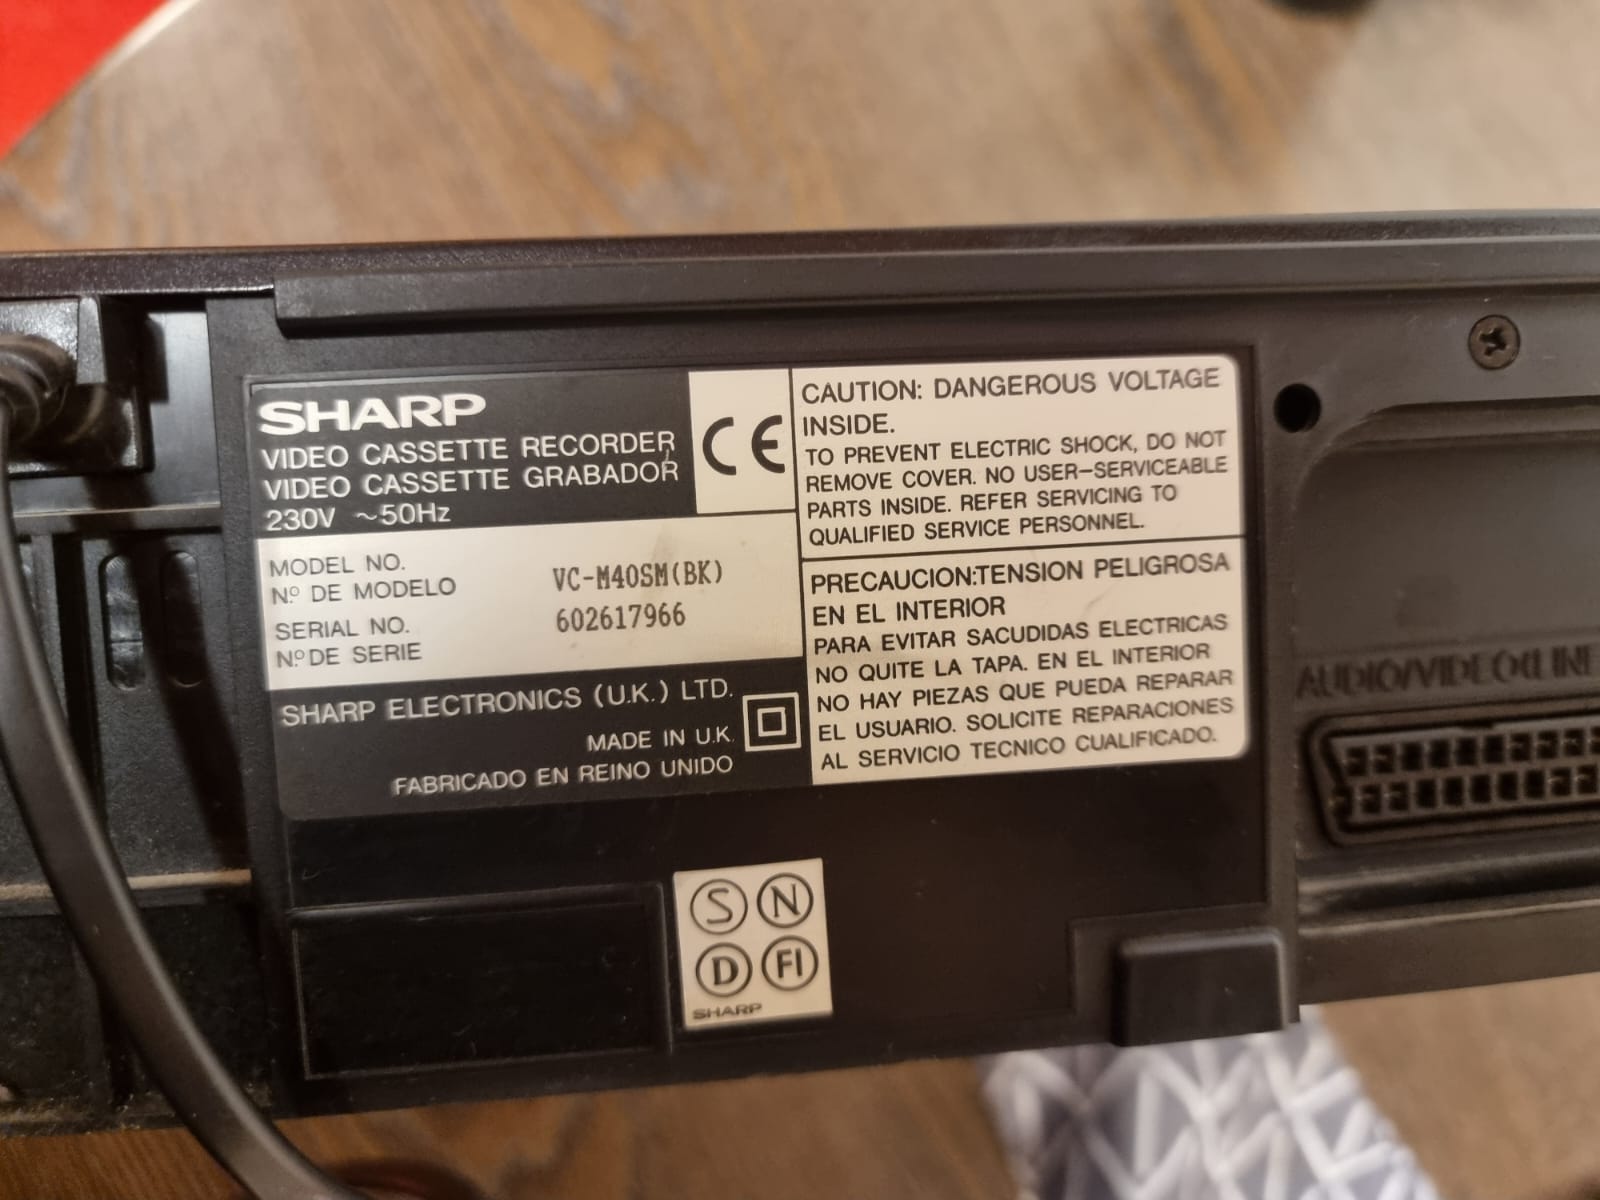 SHARP
VIDEO CASSETTE RECORDER
VIDEO CASSETTE GRABADOR
230V ~50Hz
CE
MODEL NO.
N.º DE MODELO
VC-M40SM(BK)
SERIAL NO.
N.º DE SERIE
602617966
SHARP ELECTRONICS (U.K.) LTD.
MADE IN U.K.
FABRICADO EN REINO UNIDO
CAUTION: DANGEROUS VOLTAGE
INSIDE.
TO PREVENT ELECTRIC SHOCK, DO NOT
REMOVE COVER. NO USER-SERVICEABLE
PARTS INSIDE. REFER SERVICING TO
QUALIFIED SERVICE PERSONNEL.
PRECAUCION:TENSION PELIGROSA
EN EL INTERIOR
PARA EVITAR SACUDIDAS ELECTRICAS
NO QUITE LA TAPA. EN EL INTERIOR
NO HAY PIEZAS QUE PUEDA REPARAR
EL USUARIO. SOLICITE REPARACIONES
AL SERVICIO TECNICO CUALIFICADO.
AUDIO/VIDEO(LINE
S N
D FI
SHARP